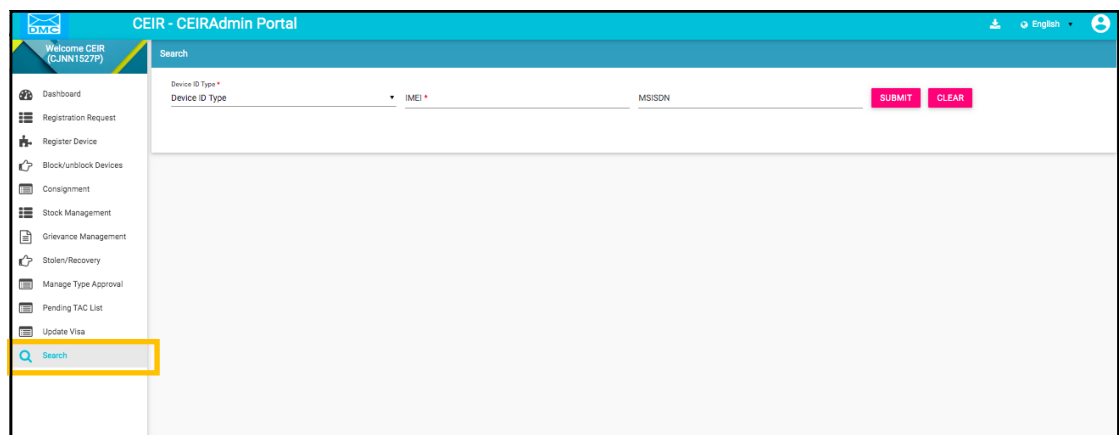 DMC
CEIR - CEIRAdmin Portal
English
Welcome CEIR
(CJNN1527P)
Search
Device ID Type *
Device ID Type
IMEI *
MSISDN
SUBMIT
CLEAR
Dashboard
Registration Request
Register Device
Block/unblock Devices
Consignment
Stock Management
Grievance Management
Stolen/Recovery
Manage Type Approval
Pending TAC List
Update Visa
Search